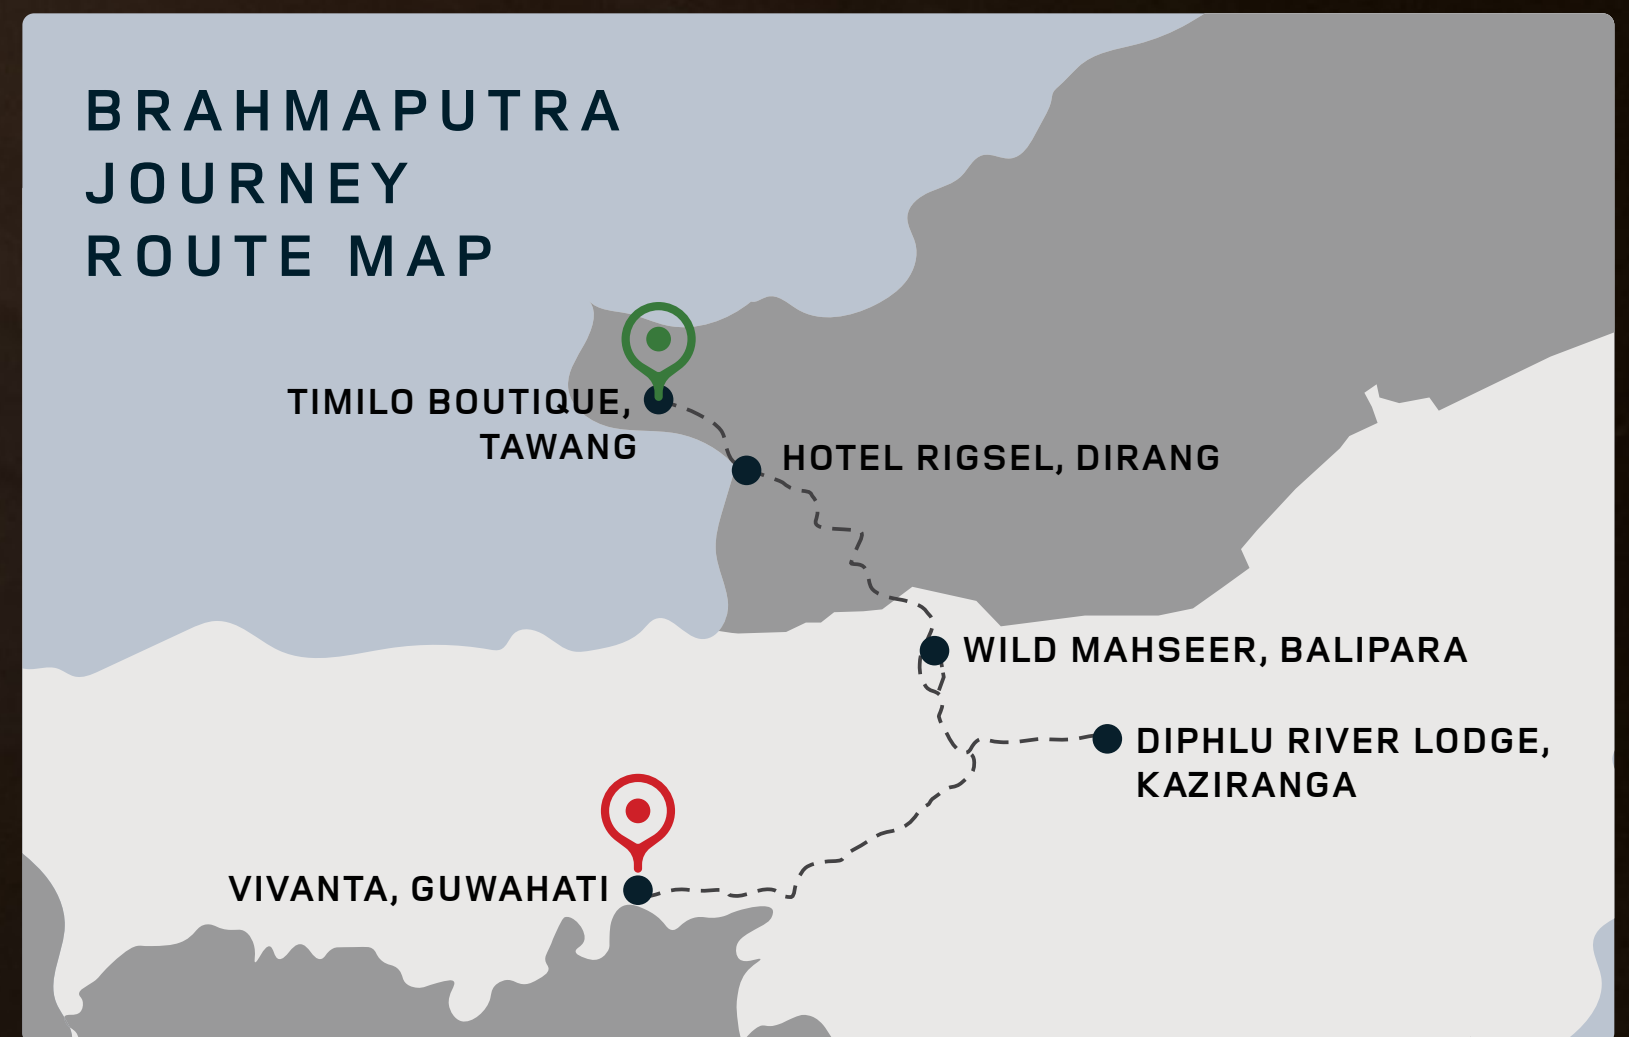 BRAHMAPUTRA
JOURNEY
ROUTE MAP
TIMILO BOUTIQUE,
TAWANG
HOTEL RIGSEL, DIRANG
WILD MAHSEER, BALIPARA
DIPHLU RIVER LODGE,
KAZIRANGA
VIVANTA, GUWAHATI